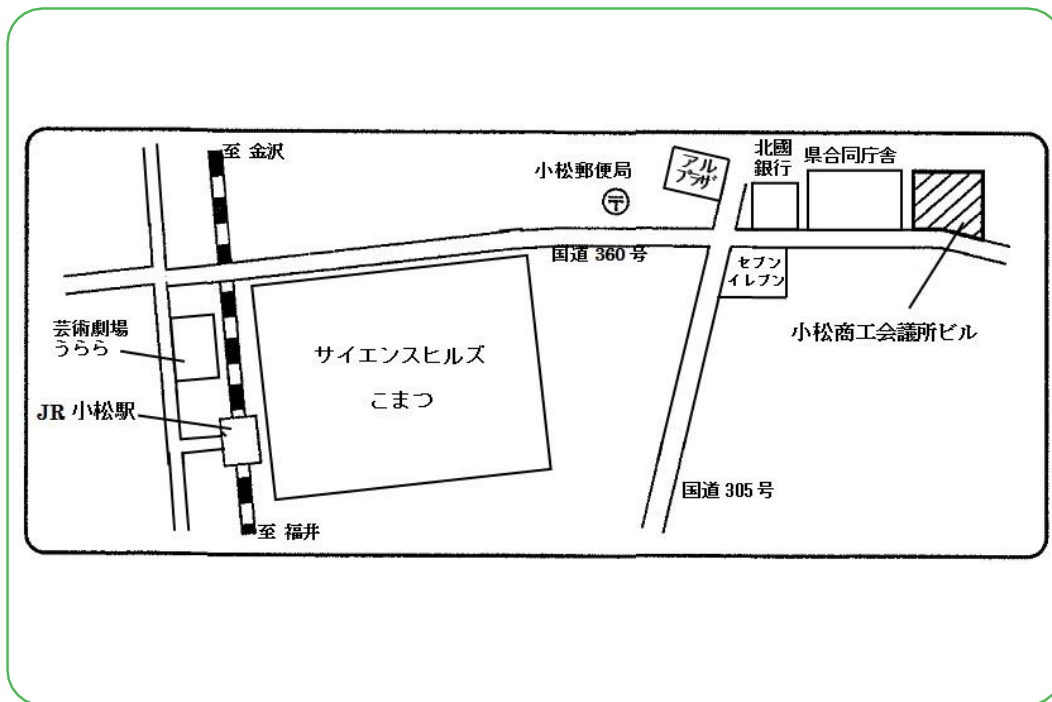 至 金沢
小松郵便局
〒
アル
プラザ
北國
銀行
県合同庁舎
国道 360 号
セブン
イレブン
芸術劇場
うらら
サイエンスヒルズ
こまつ
小松商工会議所ビル
JR 小松駅
国道 305 号
至 福井